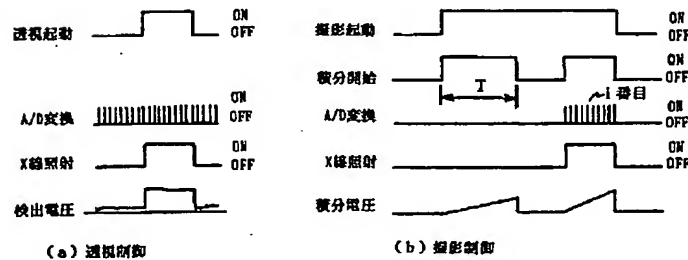 透視起動 ON OFF
A/D変換 ON OFF
X線照射 ON OFF
検出電圧
(a) 透視制御
撮影起動 ON OFF
積分開始 ON OFF
T
i 番目
A/D変換 ON OFF
X線照射 ON OFF
積分電圧
(b) 撮影制御